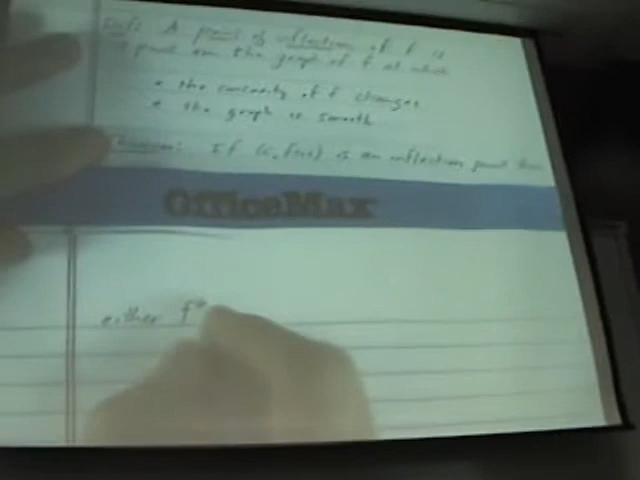 Def: A point of inflection of f is
a point on the graph of f at which
• the concavity of f changes
• the graph is smooth
Theorem: If (c, f(c)) is an inflection point then
OfficeMax
either f"